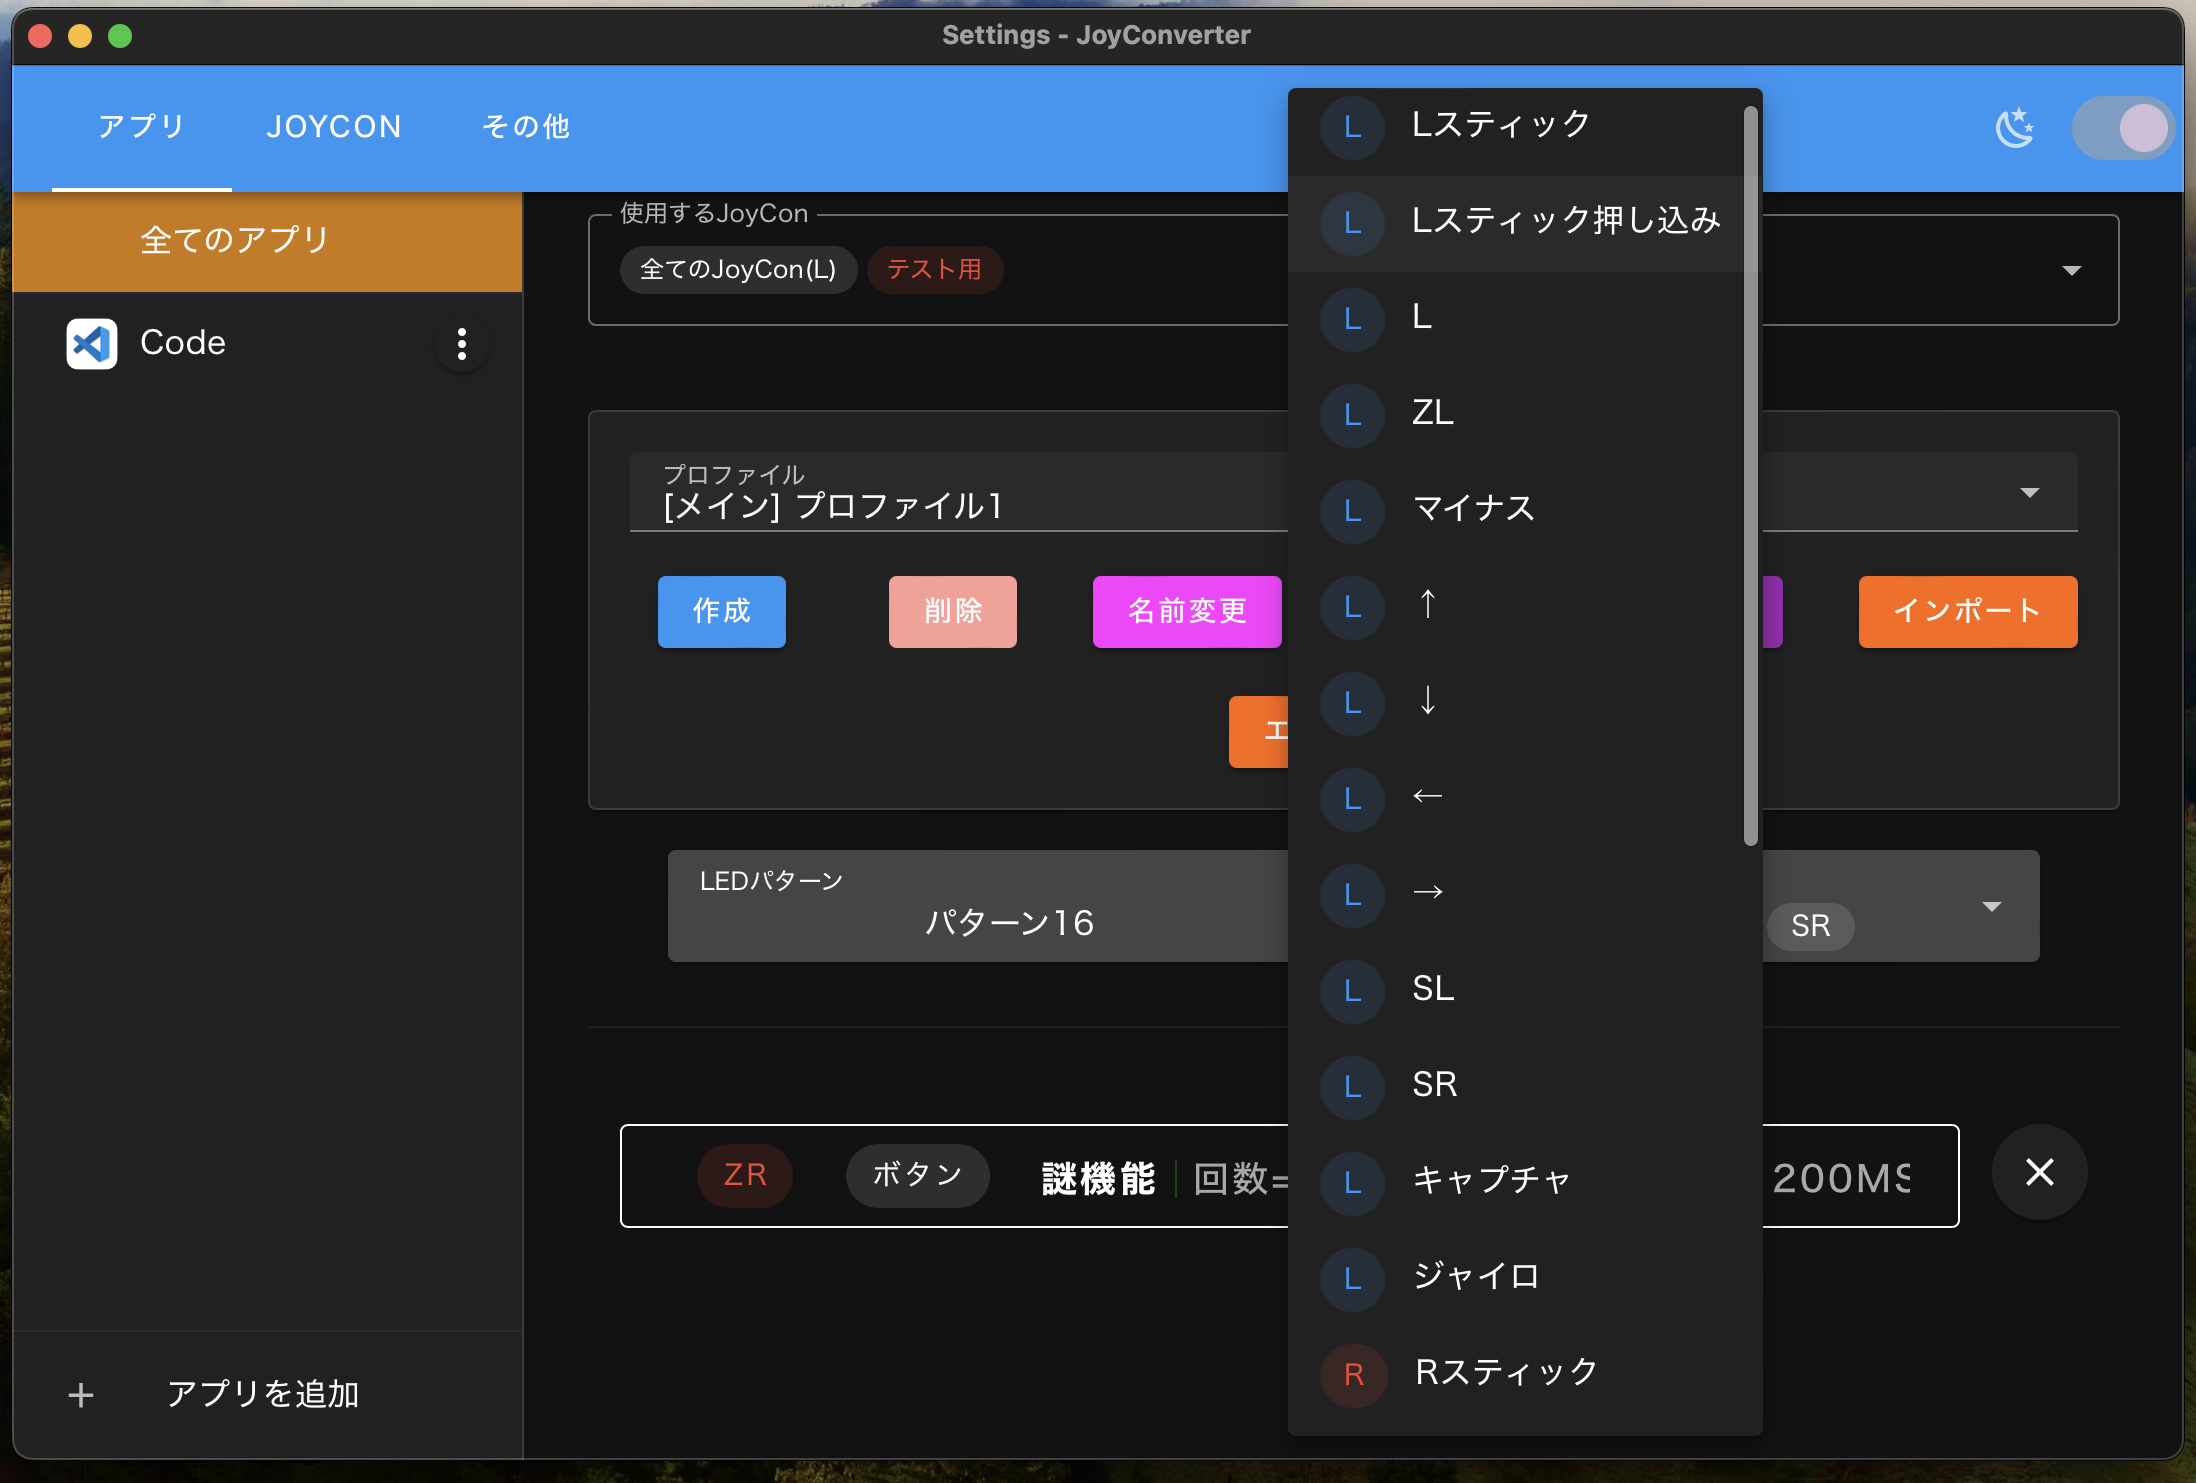 Settings - JoyConverter
アプリ
JOYCON
その他
全てのアプリ
Code
アプリを追加
使用するJoyCon
全てのJoyCon(L)
テスト用
プロファイル
[メイン] プロファイル1
作成
削除
名前変更
インポート
エ
LEDパターン
パターン16
SR
ZR
ボタン
謎機能
回数=
200MS
L Lスティック
L Lスティック押し込み
L L
L ZL
L マイナス
L ↑
L ↓
L ←
L →
L SL
L SR
L キャプチャ
L ジャイロ
R Rスティック